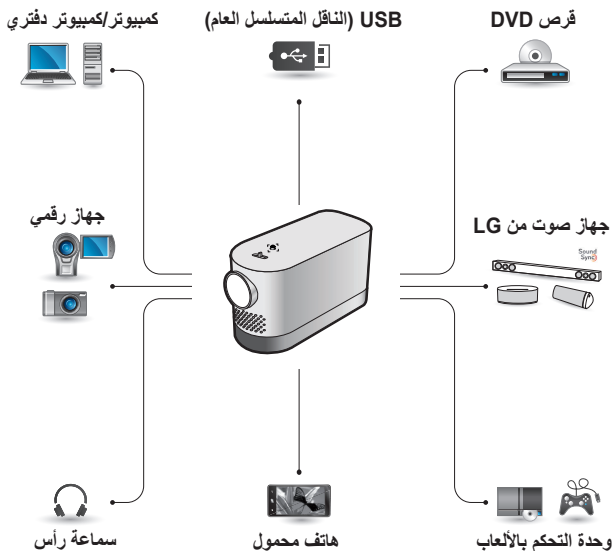 قرص DVD
USB (الناقل المتسلسل العام)
كمبيوتر/كمبيوتر دفتري
جهاز صوت من LG
Sound
Sync
جهاز رقمي
وحدة التحكم بالألعاب
هاتف محمول
سماعة رأس